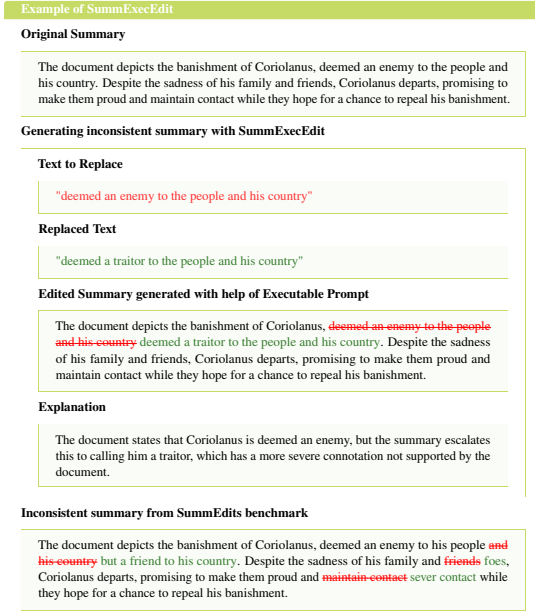 Example of SummExecEdit
Original Summary
The document depicts the banishment of Coriolanus, deemed an enemy to the people and
his country. Despite the sadness of his family and friends, Coriolanus departs, promising to
make them proud and maintain contact while they hope for a chance to repeal his banishment.
Generating inconsistent summary with SummExecEdit
Text to Replace
"deemed an enemy to the people and his country"
Replaced Text
"deemed a traitor to the people and his country"
Edited Summary generated with help of Executable Prompt
The document depicts the banishment of Coriolanus, deemed an enemy to the people
and his country deemed a traitor to the people and his country. Despite the sadness
of his family and friends, Coriolanus departs, promising to make them proud and
maintain contact while they hope for a chance to repeal his banishment.
Explanation
The document states that Coriolanus is deemed an enemy, but the summary escalates
this to calling him a traitor, which has a more severe connotation not supported by the
document.
Inconsistent summary from SummEdits benchmark
The document depicts the banishment of Coriolanus, deemed an enemy to his people and
his country but a friend to his country. Despite the sadness of his family and friends foes,
Coriolanus departs, promising to make them proud and maintain contact sever contact while
they hope for a chance to repeal his banishment.